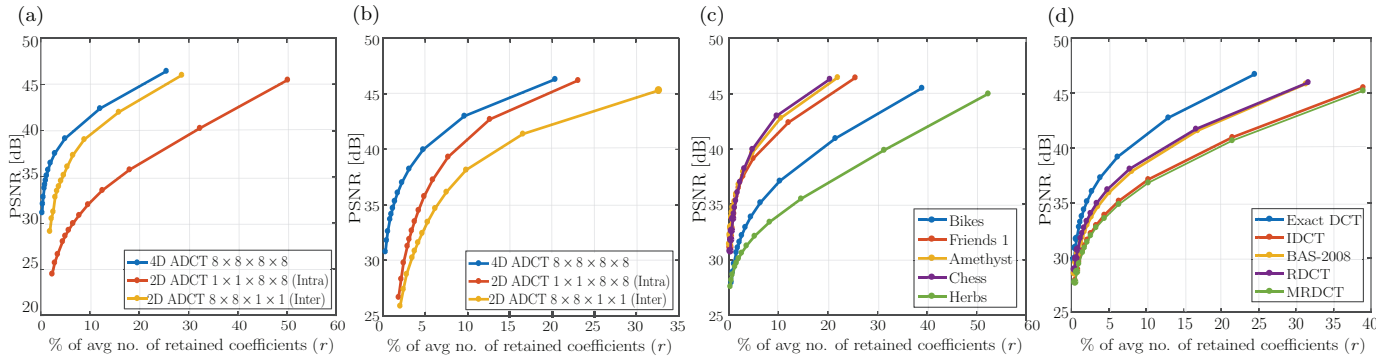 (a)
PSNR [dB]
50
45
40
35
30
25
20
0 10 20 30 40 50 60
% of avg no. of retained coefficients (r)
4D ADCT 8 × 8 × 8 × 8
2D ADCT 1 × 1 × 8 × 8 (Intra)
2D ADCT 8 × 8 × 1 × 1 (Inter)
(b)
PSNR [dB]
50
45
40
35
30
25
0 5 10 15 20 25 30 35
% of avg no. of retained coefficients (r)
4D ADCT 8 × 8 × 8 × 8
2D ADCT 1 × 1 × 8 × 8 (Intra)
2D ADCT 8 × 8 × 1 × 1 (Inter)
(c)
PSNR [dB]
50
45
40
35
30
25
0 10 20 30 40 50 60
% of avg no. of retained coefficients (r)
Bikes
Friends 1
Amethyst
Chess
Herbs
(d)
PSNR [dB]
50
45
40
35
30
25
0 5 10 15 20 25 30 35 40
% of avg no. of retained coefficients (r)
Exact DCT
IDCT
BAS-2008
RDCT
MRDCT